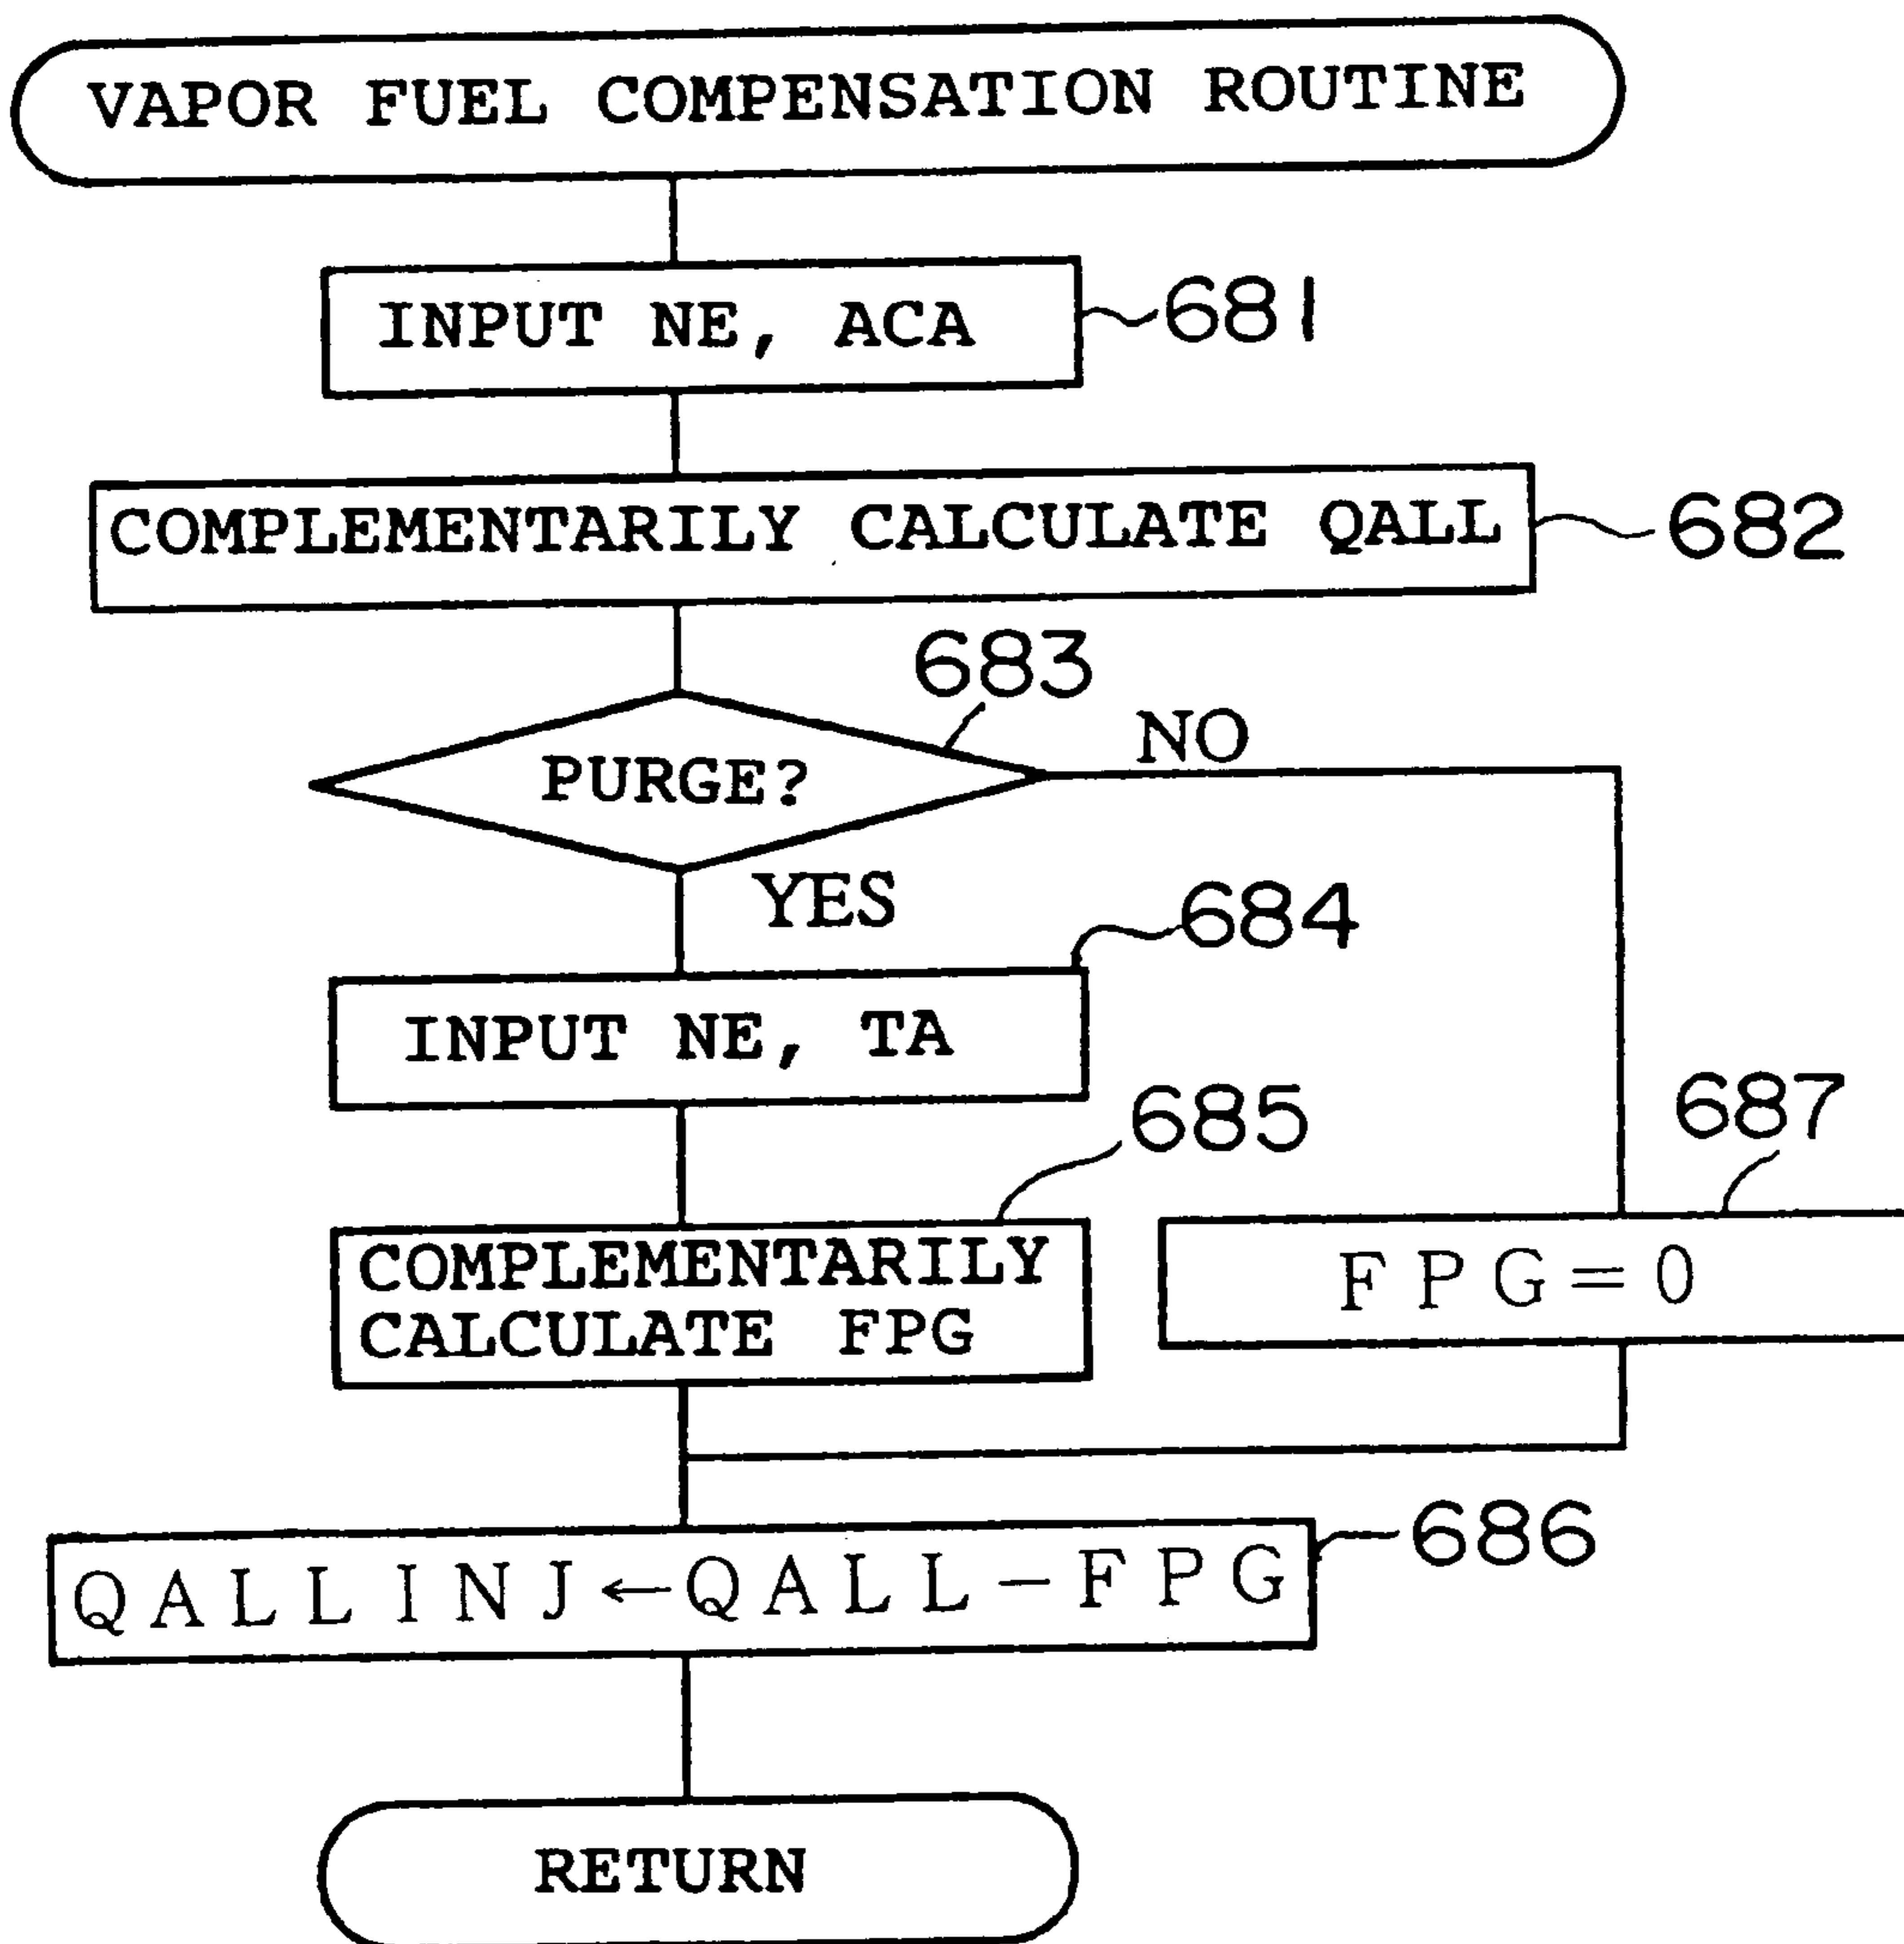 VAPOR FUEL COMPENSATION ROUTINE
INPUT NE, ACA
681
COMPLEMENTARILY CALCULATE QALL
682
683
PURGE?
NO
YES
684
INPUT NE, TA
685
COMPLEMENTARILY
CALCULATE FPG
687
FPG=0
686
QALLINJ←QALL-FPG
RETURN